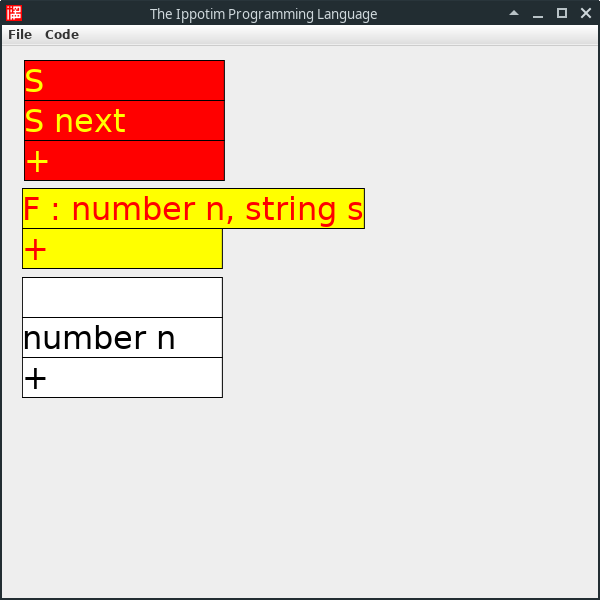 The Ippotim Programming Language
File Code
S
S next
+
F : number n, string s
+
number n
+